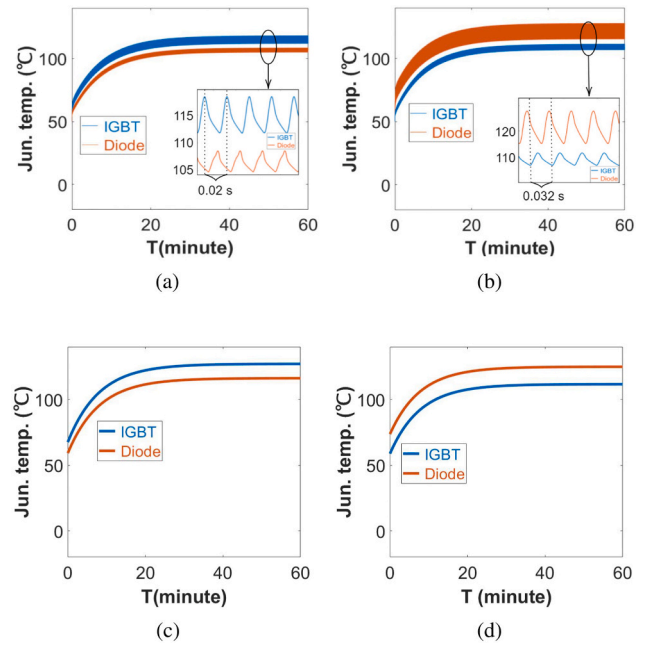 Jun. temp. (℃)
100
50
0
IGBT
Diode
115
110
105
IGBT
Diode
0.02 s
0
20
40
60
T(minute)
(a)
Jun. temp. (℃)
100
50
0
IGBT
Diode
120
110
IGBT
Diode
0.032 s
0
20
40
60
T (minute)
(b)
Jun. temp. (℃)
100
50
0
IGBT
Diode
0
20
40
60
T(minute)
(c)
Jun. temp. (℃)
100
50
0
IGBT
Diode
0
20
40
60
T (minute)
(d)